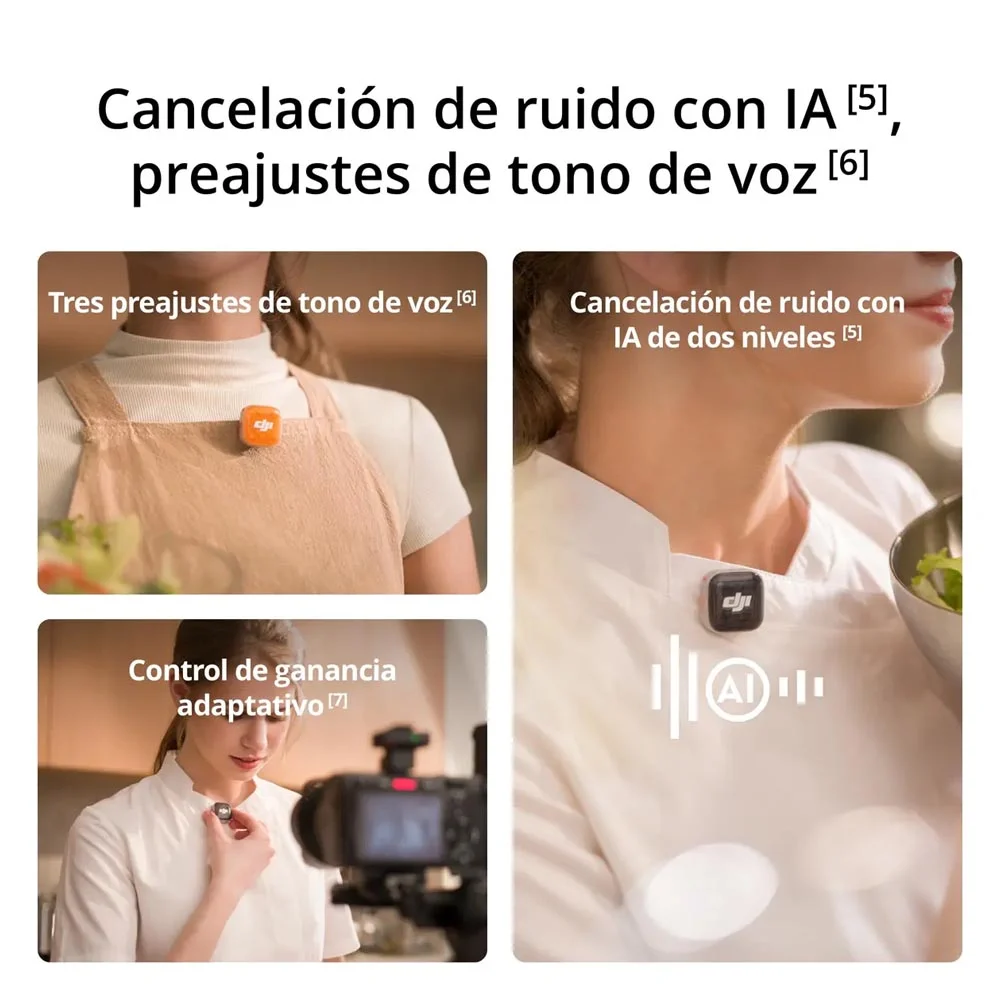 Cancelación de ruido con IA [5],
preajustes de tono de voz [6]
Tres preajustes de tono de voz [6]
dji
Cancelación de ruido con
IA de dos niveles [5]
dji
AI
Control de ganancia
adaptativo [7]
dji